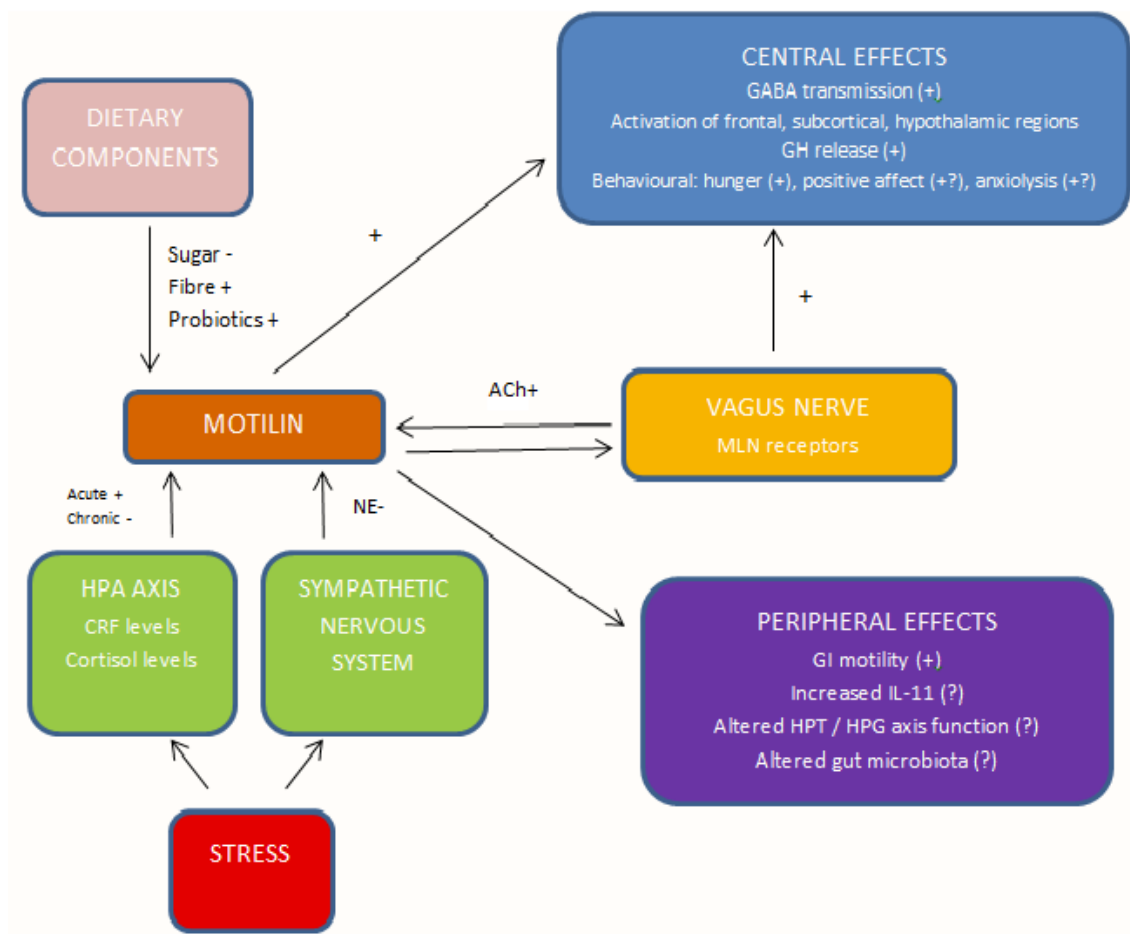 CENTRAL EFFECTS
GABA transmission (+)
Activation of frontal, subcortical, hypothalamic regions
GH release (+)
Behavioural: hunger (+), positive affect (+?), anxiolysis (+?)
DIETARY
COMPONENTS
Sugar -
Fibre +
Probiotics +
+
+
ACh+
MOTILIN
VAGUS NERVE
MLN receptors
Acute +
Chronic -
NE-
HPA AXIS
CRF levels
Cortisol levels
SYMPATHETIC
NERVOUS
SYSTEM
PERIPHERAL EFFECTS
GI motility (+)
Increased IL-11 (?)
Altered HPT / HPG axis function (?)
Altered gut microbiota (?)
STRESS